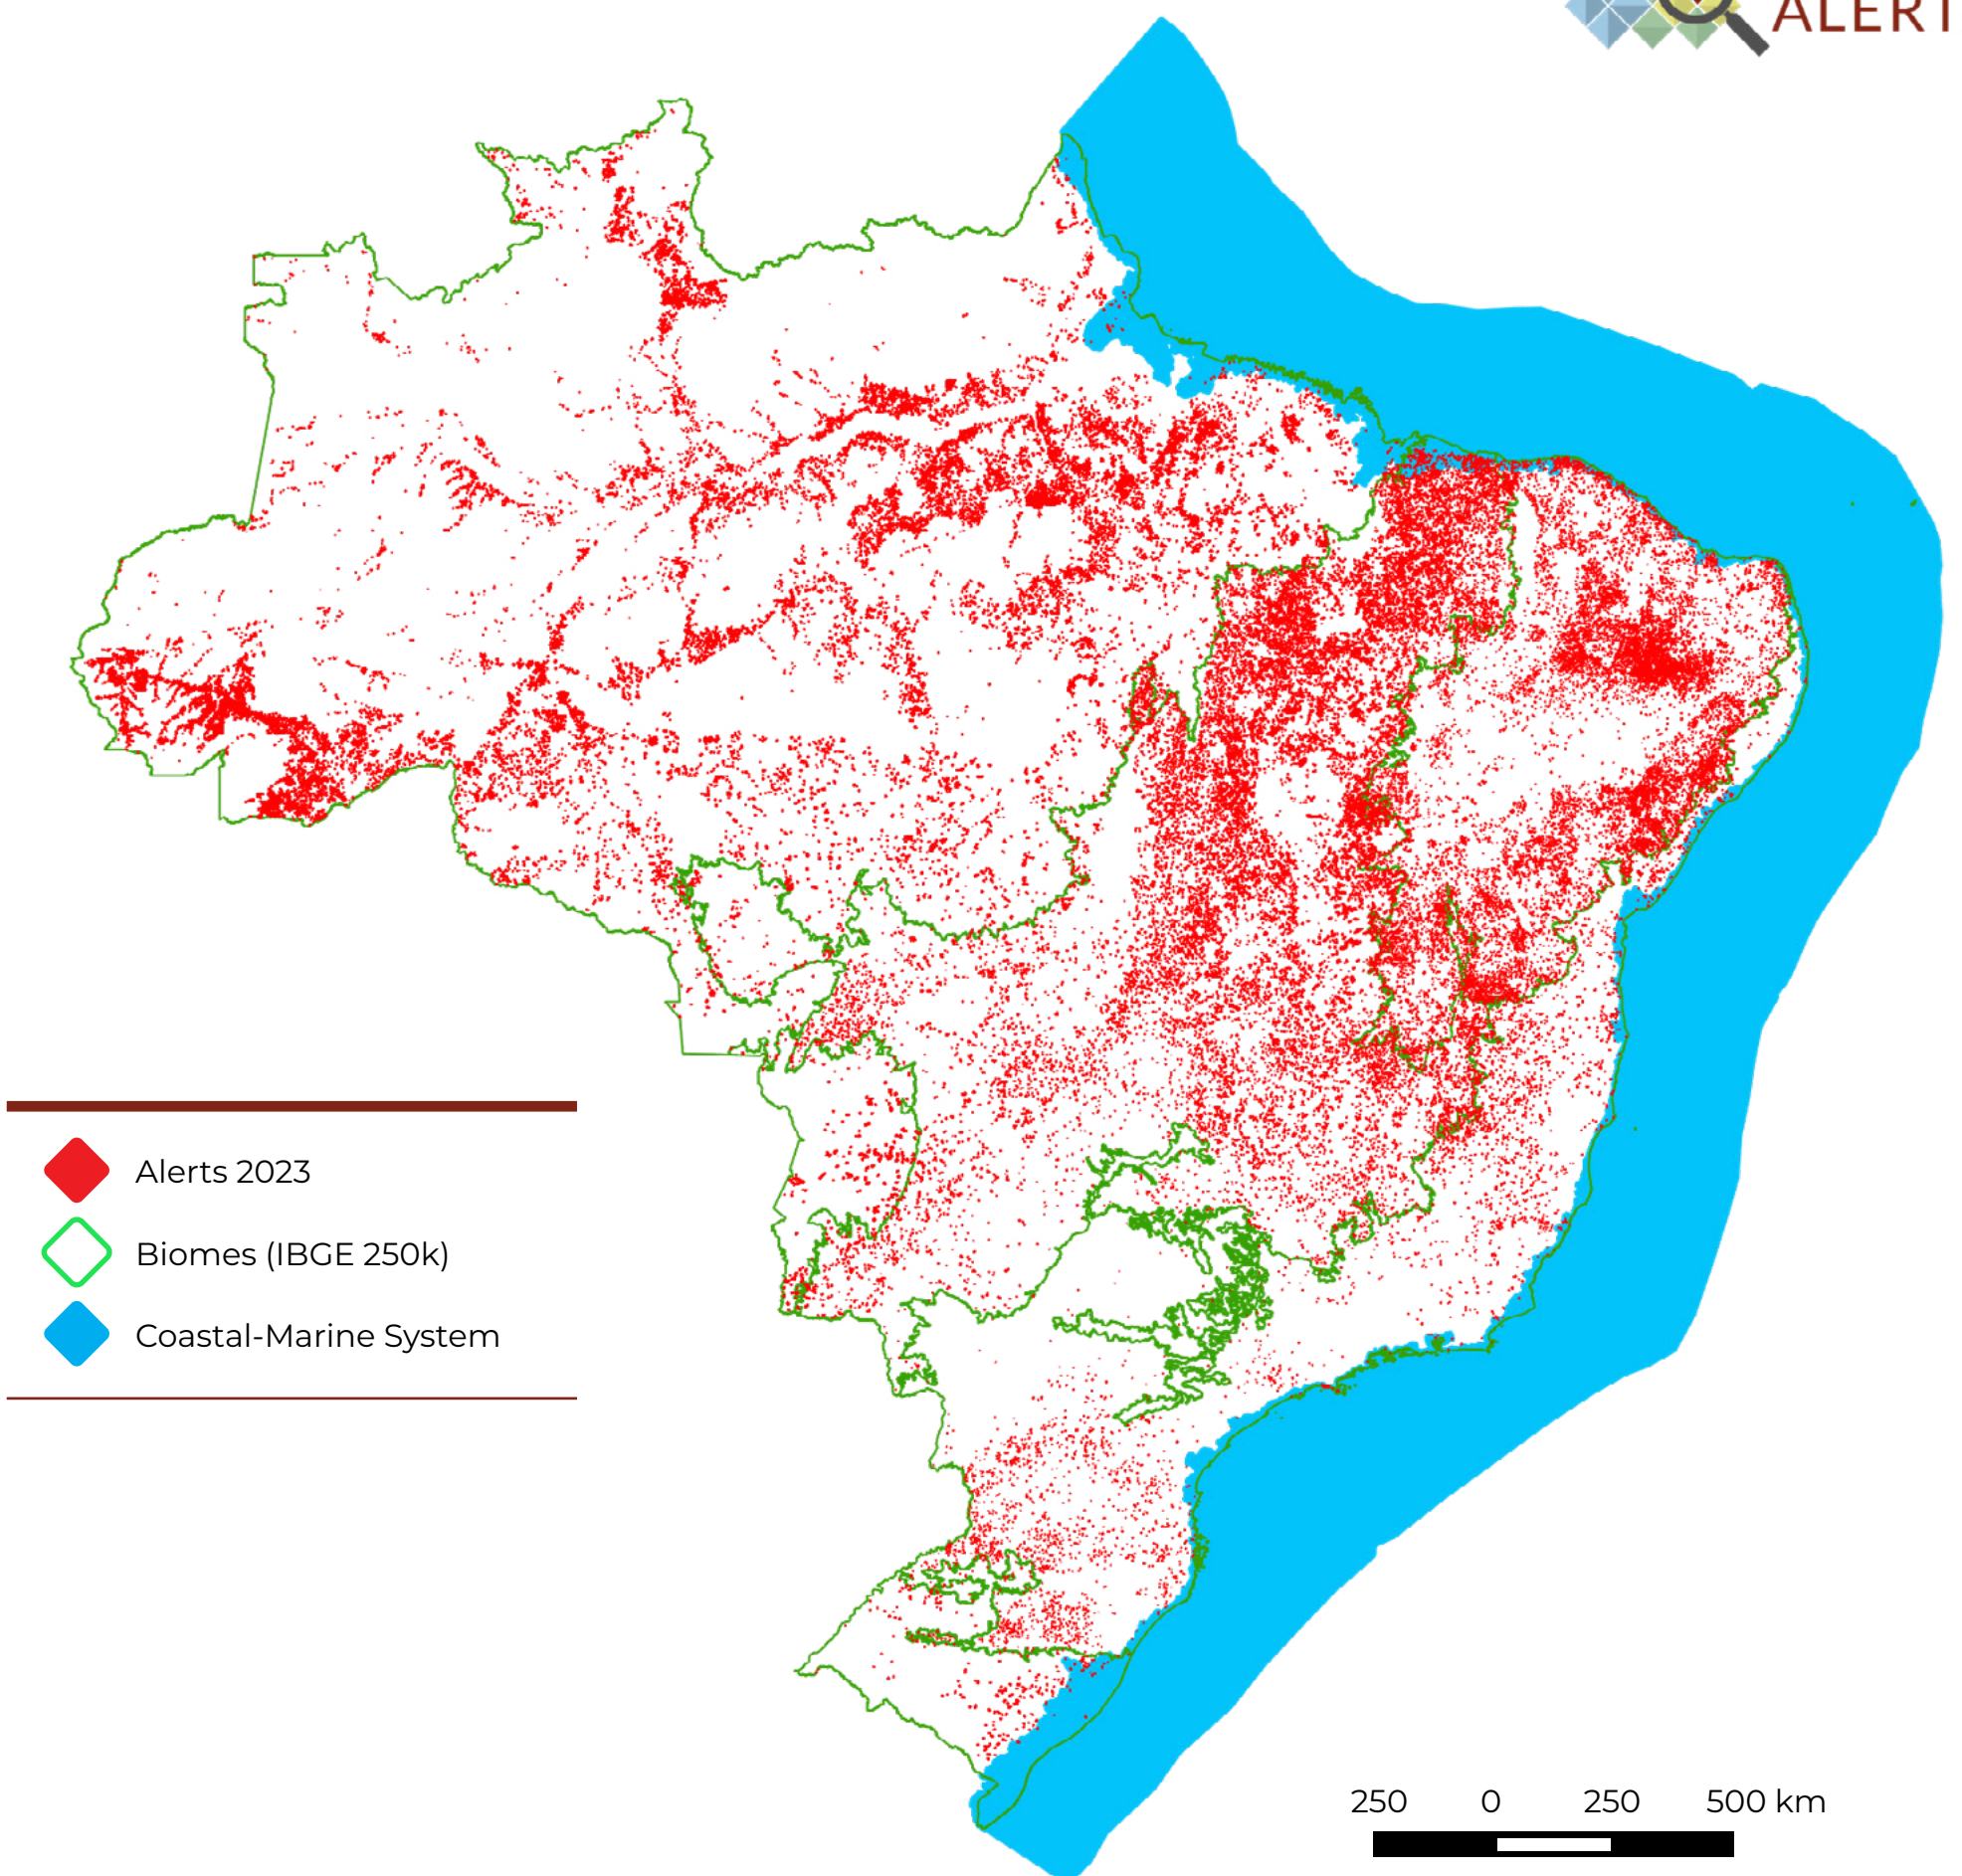 ALERT
Alerts 2023
Biomes (IBGE 250k)
Coastal-Marine System
250 0 250 500 km